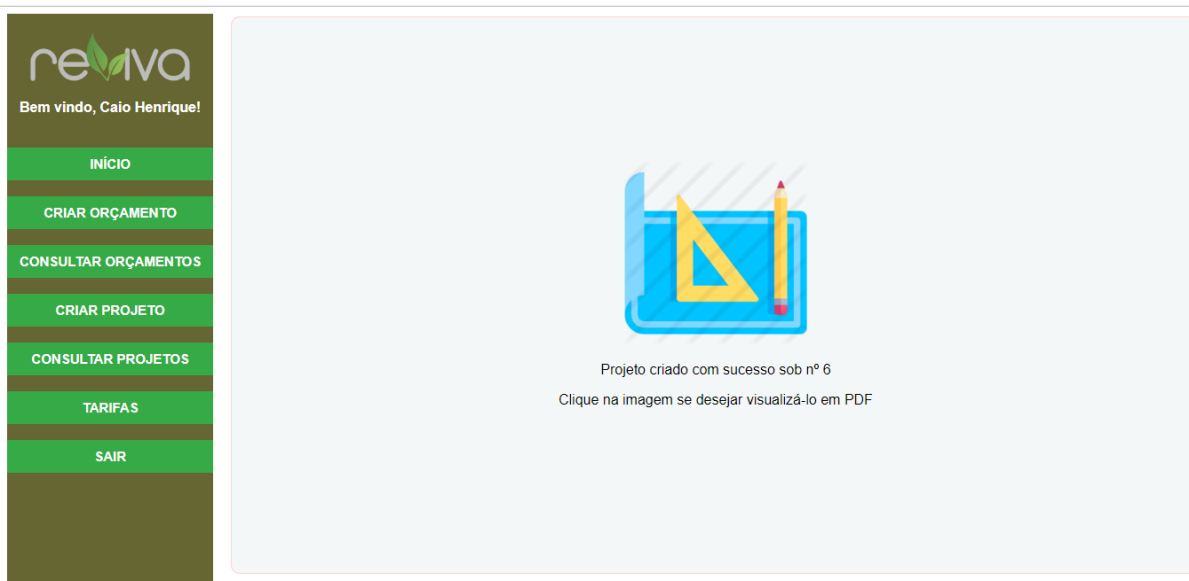 reviva
Bem vindo, Caio Henrique!
INÍCIO
CRIAR ORÇAMENTO
CONSULTAR ORÇAMENTOS
CRIAR PROJETO
CONSULTAR PROJETOS
TARIFAS
SAIR
Projeto criado com sucesso sob nº 6
Clique na imagem se desejar visualizá-lo em PDF